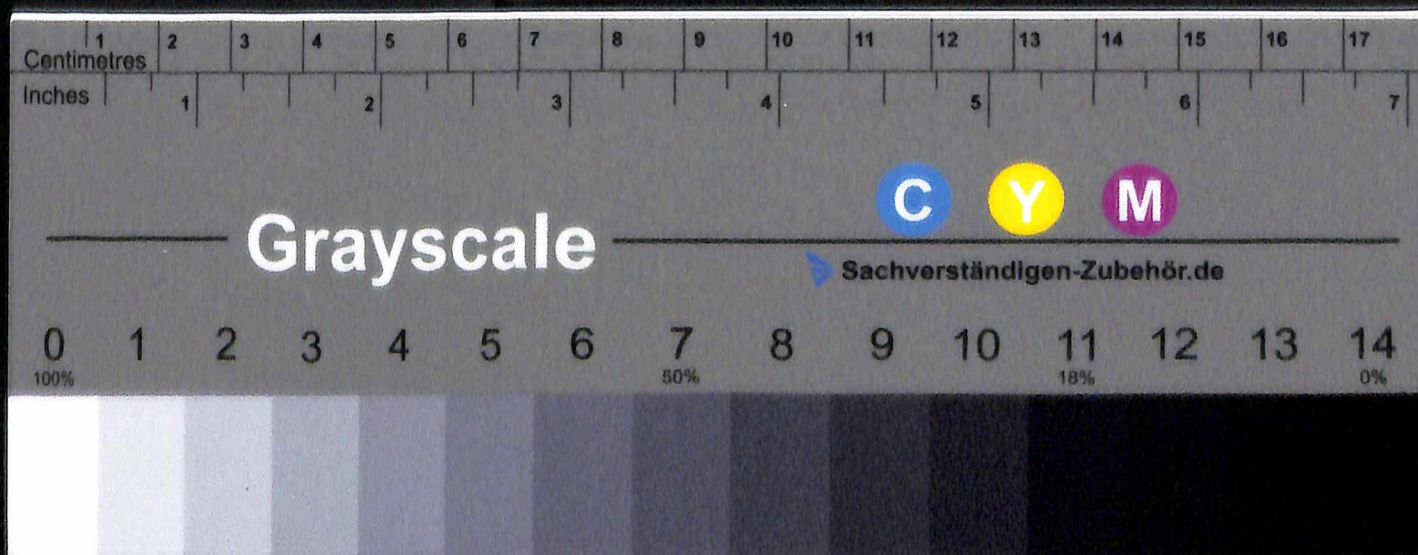 1 2 3 4 5 6 7 8 9 10 11 12 13 14 15 16 17
Centimetres
Inches
1 2 3 4 5 6 7
C Y M
Grayscale
Sachverständigen-Zubehör.de
0 1 2 3 4 5 6 7 8 9 10 11 12 13 14
100% 50% 18% 0%